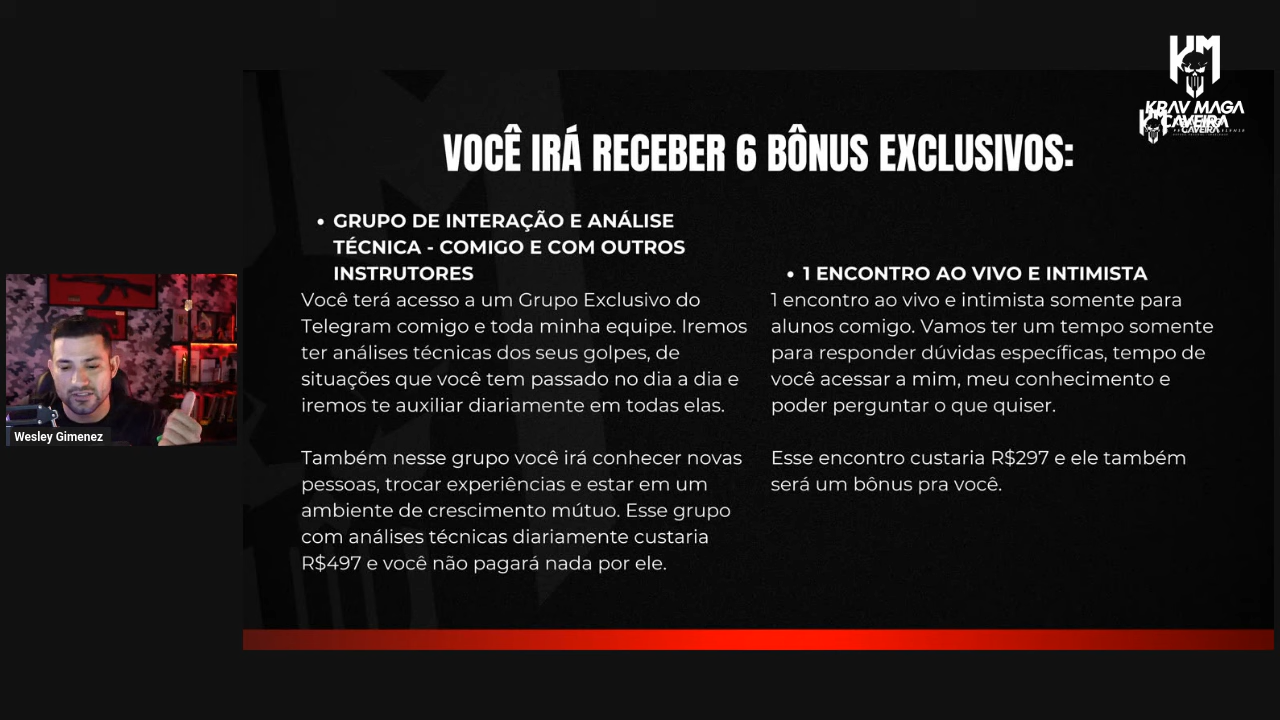 KM
KRAV MAGA
CAVEIRA
CAVEIRA
VOCÊ IRÁ RECEBER 6 BÔNUS EXCLUSIVOS:
• GRUPO DE INTERAÇÃO E ANÁLISE
TÉCNICA - COMIGO E COM OUTROS
INSTRUTORES
Você terá acesso a um Grupo Exclusivo do
Telegram comigo e toda minha equipe. Iremos
ter análises técnicas dos seus golpes, de
situações que você tem passado no dia a dia e
iremos te auxiliar diariamente em todas elas.
Também nesse grupo você irá conhecer novas
pessoas, trocar experiências e estar em um
ambiente de crescimento mútuo. Esse grupo
com análises técnicas diariamente custaria
R$497 e você não pagará nada por ele.
• 1 ENCONTRO AO VIVO E INTIMISTA
1 encontro ao vivo e intimista somente para
alunos comigo. Vamos ter um tempo somente
para responder dúvidas específicas, tempo de
você acessar a mim, meu conhecimento e
poder perguntar o que quiser.
Esse encontro custaria R$297 e ele também
será um bônus pra você.
Wesley Gimenez